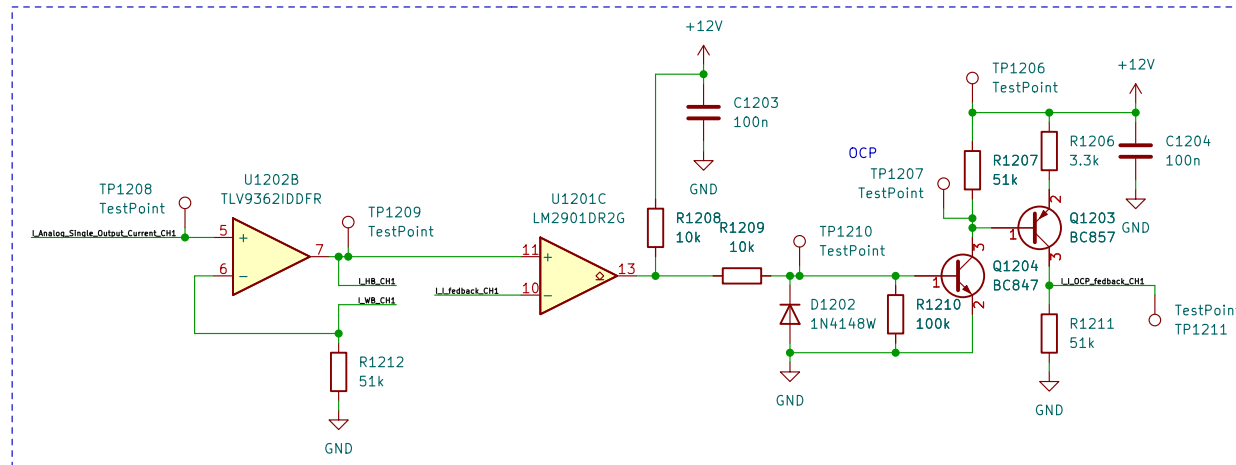 +12V
TP1206
TestPoint
+12V
C1203
100n
R1206
3.3k
C1204
100n
OCP
R1207
51k
TP1207
TestPoint
GND
U1202B
TLV9362IDDFR
TP1208
TestPoint
U1201C
LM2901DR2G
TP1209
TestPoint
R1208
10k
R1209
10k
TP1210
TestPoint
2
1
3
Q1203
BC857
GND
I_Analog_Single_Output_Current_CH1
5
+
6
−
7
11
+
10
−
13
3
1
2
Q1204
BC847
I_HB_CH1
I_WB_CH1
I_I_fedback_CH1
I_I_OCP_fedback_CH1
D1202
1N4148W
R1210
100k
R1211
51k
TestPoin
TP1211
R1212
51k
GND
GND
GND